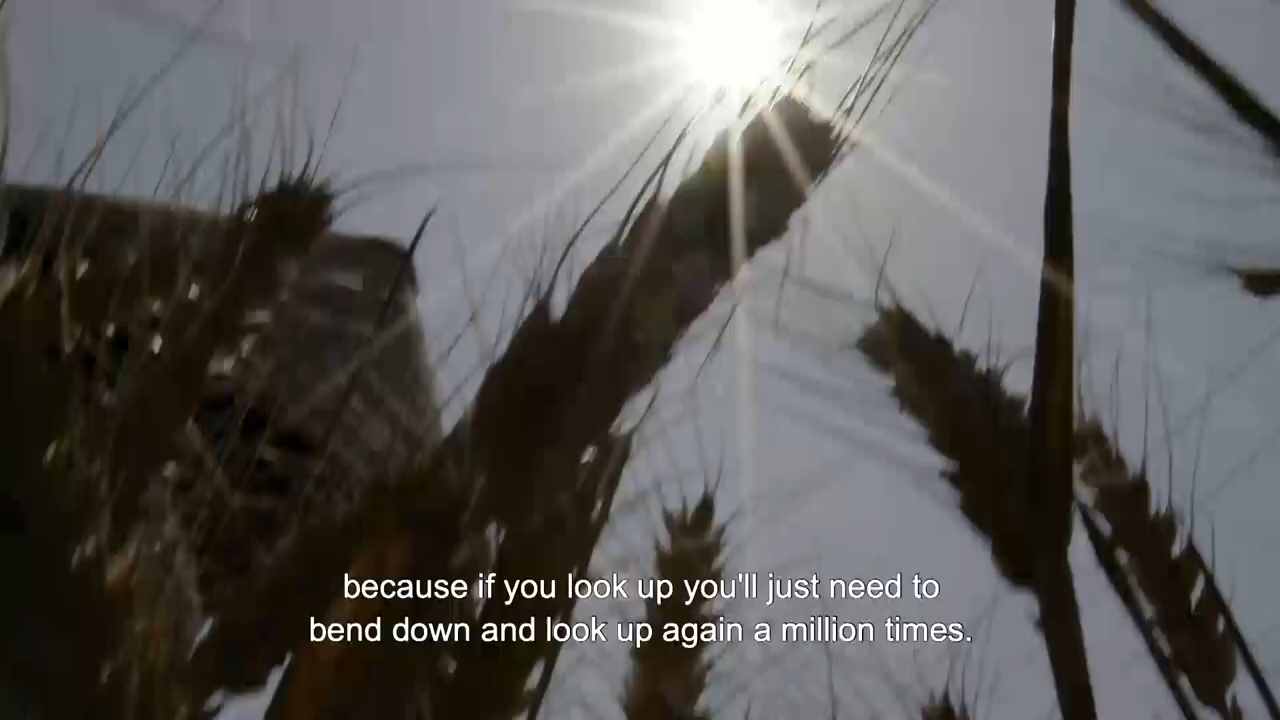 because if you look up you'll just need to
bend down and look up again a million times.